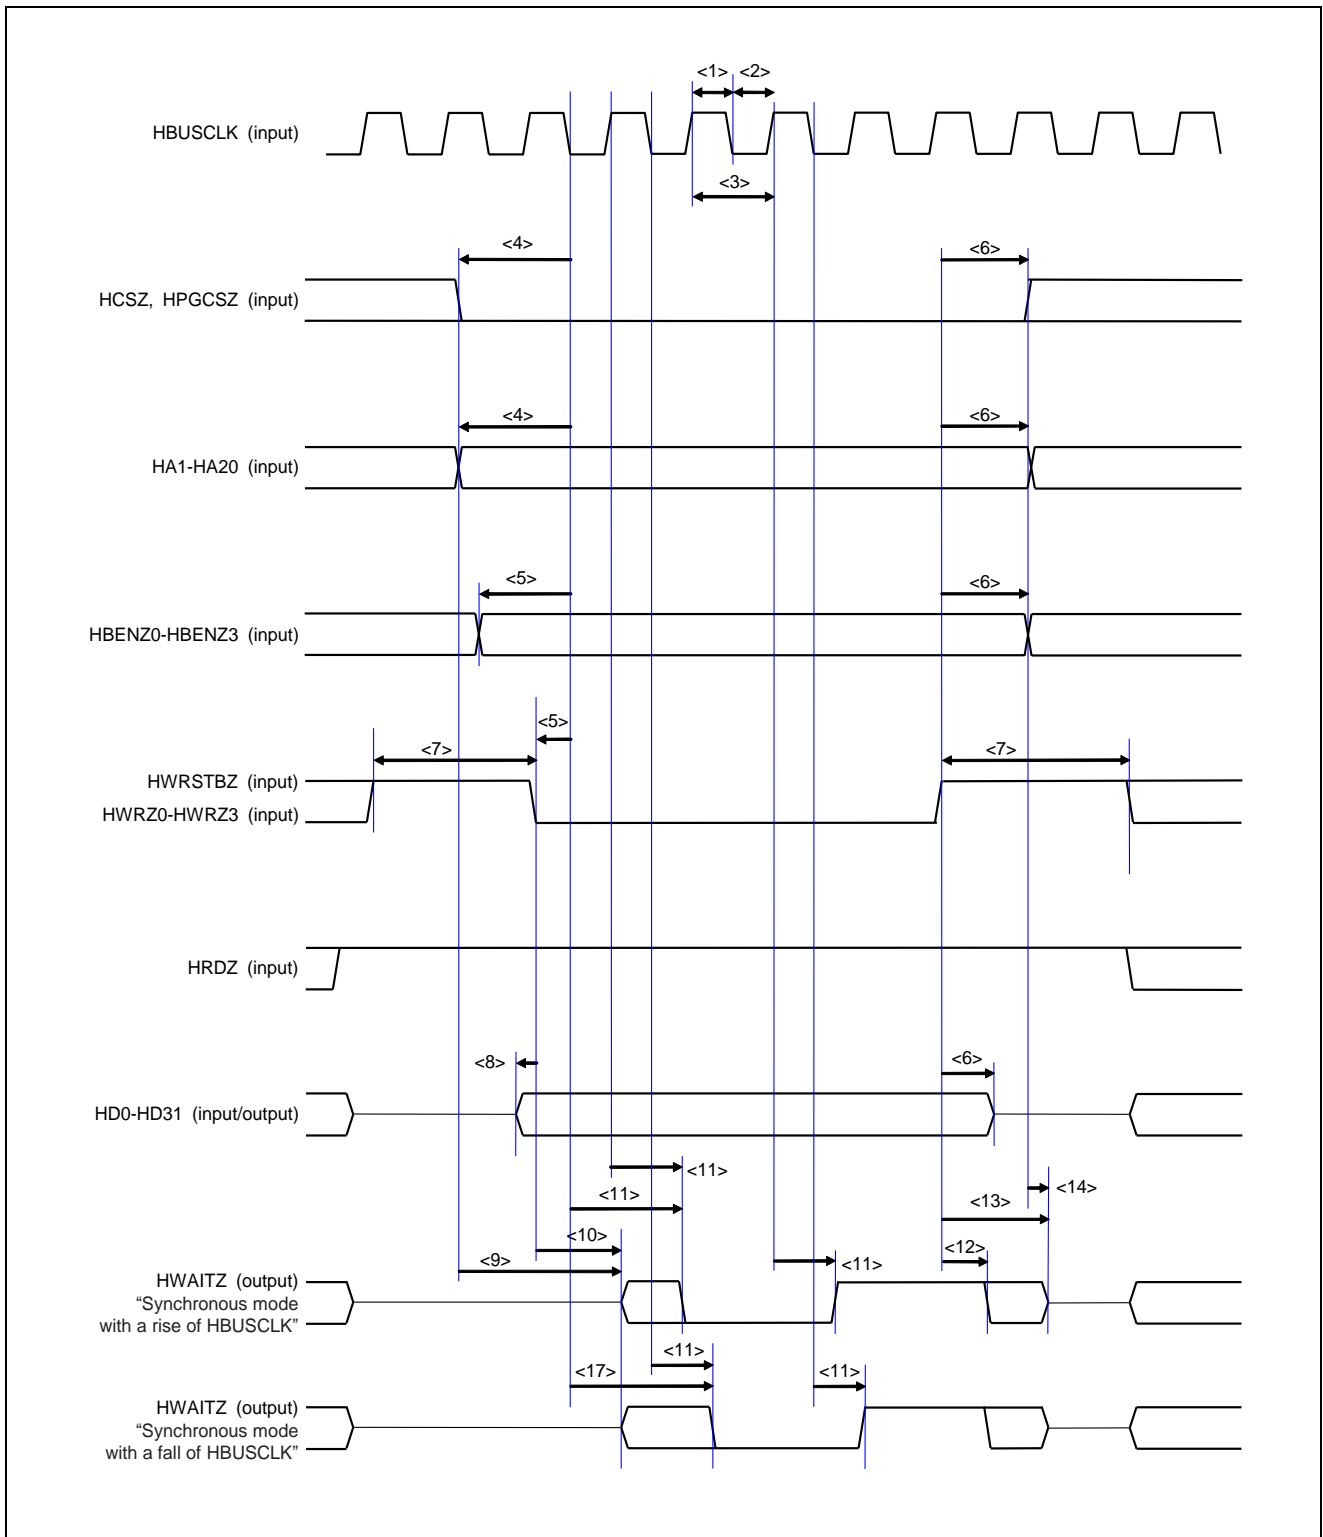 <1> <2>
HBUSCLK (input)
<3>
<4> <6>
HCSZ, HPGCSZ (input)
<4> <6>
HA1-HA20 (input)
<5> <6>
HBENZ0-HBENZ3 (input)
<5>
<7> <7>
HWRSTBZ (input)
HWRZ0-HWRZ3 (input)
HRDZ (input)
<8> <6>
HD0-HD31 (input/output)
<11>
<11> <14>
<13>
<10> <12>
<9> <11>
HWAITZ (output)
“Synchronous mode
with a rise of HBUSCLK”
<11>
<17> <11>
HWAITZ (output)
“Synchronous mode
with a fall of HBUSCLK”